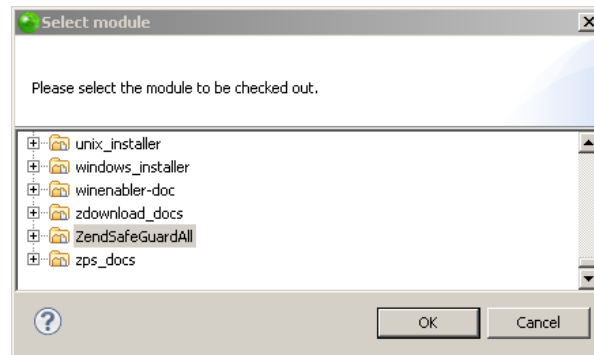 Select module
Please select the module to be checked out.
unix_installer
windows_installer
winenabler-doc
zdownload_docs
ZendSafeGuardAll
zps_docs
OK Cancel